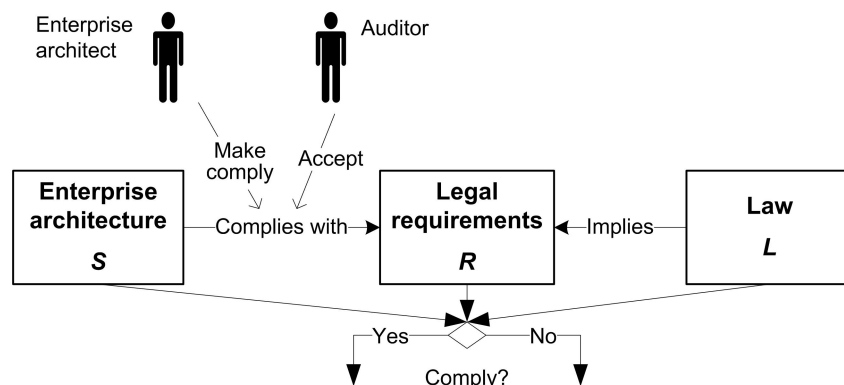 Enterprise
architect
Auditor
Make
comply
Accept
Enterprise
architecture
S
Complies with
Legal
requirements
R
Implies
Law
L
Yes
No
Comply?